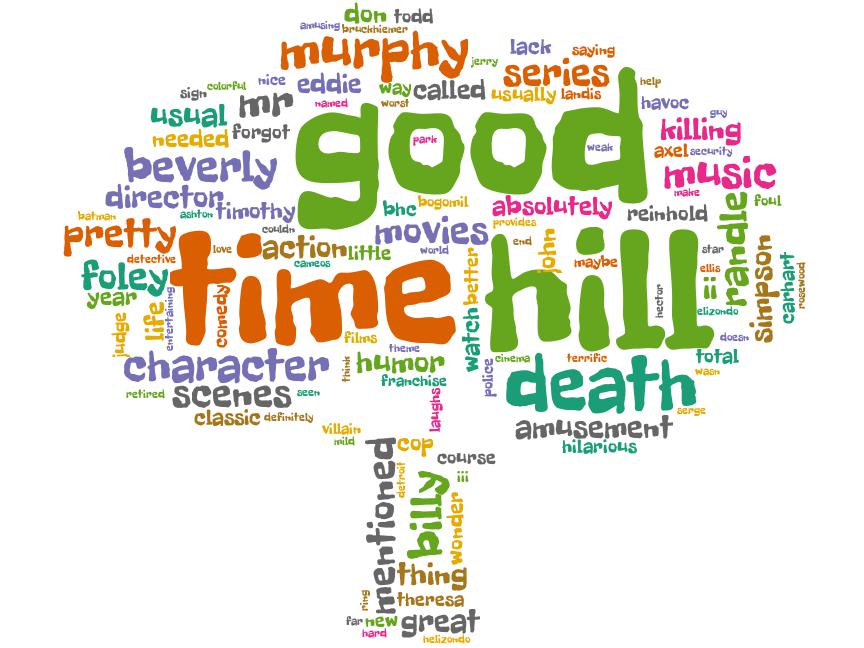 don todd
amusing bruckhiemer
murphy jerry lack saying
series
colorful nice eddie way called usually landis help
sign mr named worst havoc
usual good guy
needed forgot park weak killing
beverly axel security
music
director make
ashton timothy bhc bogomil absolutely reinhold randle foul
batman couldn provides
pretty love action little movies world end john star
detective cameos maybe
foley time better hill ii ellis simpson carhart rosewood
year life entertaining comedy hector elizondo
judge films watch doesn
character think theme humor cinema terrific total
franchise police death wasn
retired scenes seen laughs serge
classic definitely amusement
villain hilarious
mild mentioned cop course
detroit billy iii
wonder
thing
ring theresa
far new great
hard helizondo